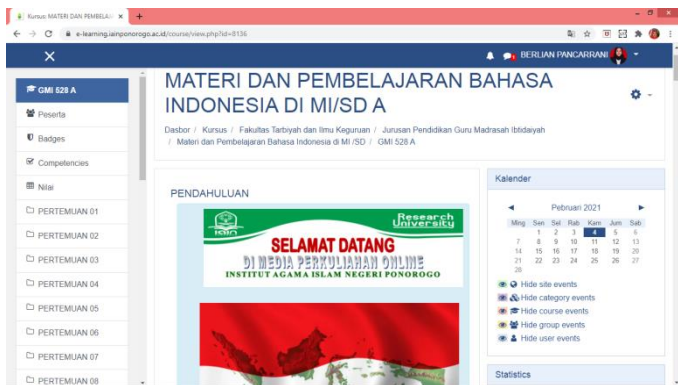 Kursus: MATERI DAN PEMBELAJ
e-learning.iainponorogo.ac.id/course/view.php?id=8136
BERLIAN PANCARRANI
GMI 528 A
Peserta
Badges
Competencies
Nilai
PERTEMUAN 01
PERTEMUAN 02
PERTEMUAN 03
PERTEMUAN 04
PERTEMUAN 05
PERTEMUAN 06
PERTEMUAN 07
PERTEMUAN 08
MATERI DAN PEMBELAJARAN BAHASA
INDONESIA DI MI/SD A
Dasbor / Kursus / Fakultas Tarbiyah dan Ilmu Keguruan / Jurusan Pendidikan Guru Madrasah Ibtidaiyah
/ Materi dan Pembelajaran Bahasa Indonesia di MI /SD / GMI 528 A
PENDAHULUAN
IAIN
Research
University
SELAMAT DATANG
DI MEDIA PERKULIAHAN ONLINE
INSTITUT AGAMA ISLAM NEGERI PONOROGO
Kalender
Pebruari 2021
Ming Sen Sel Rab Kam Jum Sab
1 2 3 4 5 6
7 8 9 10 11 12 13
14 15 16 17 18 19 20
21 22 23 24 25 26 27
28
Hide site events
Hide category events
Hide course events
Hide group events
Hide user events
Statistics